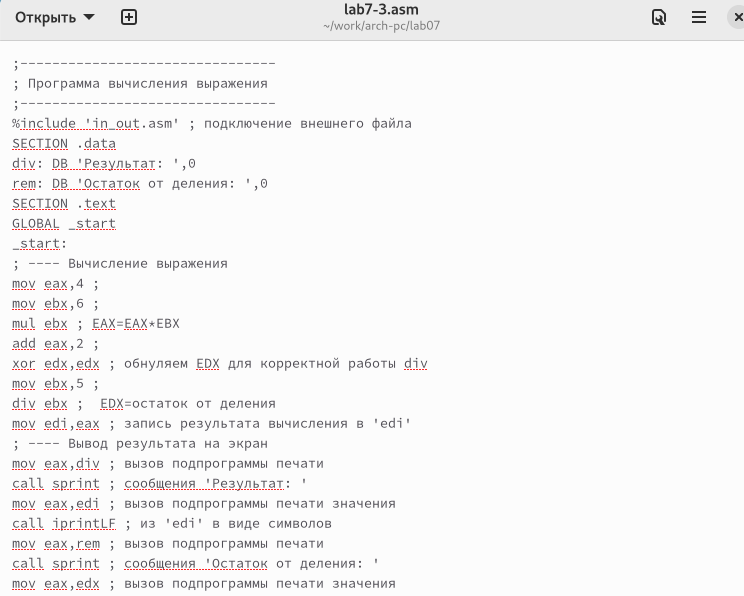 Открыть
lab7-3.asm
~/work/arch-pc/lab07
;--------------------------------
; Программа вычисления выражения
;--------------------------------
%include 'in_out.asm' ; подключение внешнего файла
SECTION .data
div: DB 'Результат: ',0
rem: DB 'Остаток от деления: ',0
SECTION .text
GLOBAL _start
_start:
; ---- Вычисление выражения
mov eax,4 ;
mov ebx,6 ;
mul ebx ; EAX=EAX*EBX
add eax,2 ;
xor edx,edx ; обнуляем EDX для корректной работы div
mov ebx,5 ;
div ebx ;  EDX=остаток от деления
mov edi,eax ; запись результата вычисления в 'edi'
; ---- Вывод результата на экран
mov eax,div ; вызов подпрограммы печати
call sprint ; сообщения 'Результат: '
mov eax,edi ; вызов подпрограммы печати значения
call iprintLF ; из 'edi' в виде символов
mov eax,rem ; вызов подпрограммы печати
call sprint ; сообщения 'Остаток от деления: '
mov eax,edx ; вызов подпрограммы печати значения